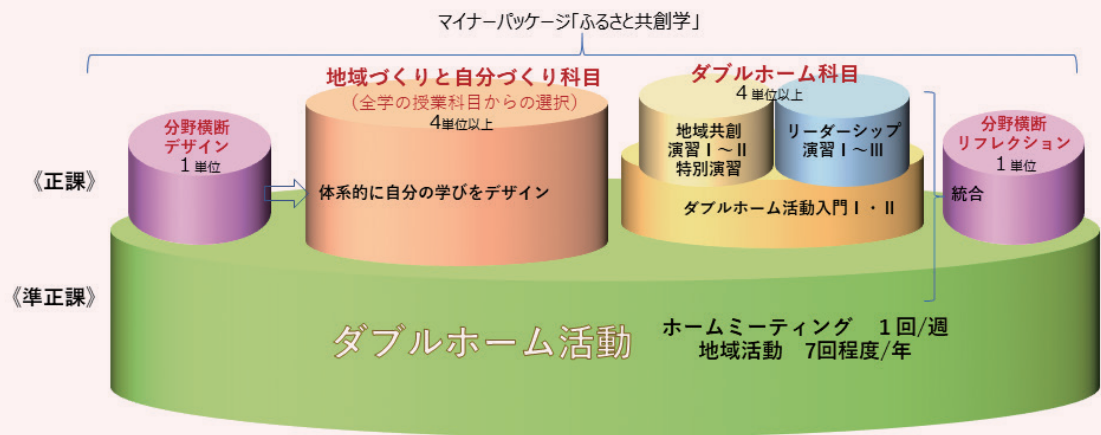 マイナーパッケージ「ふるさと共創学」
地域づくりと自分づくり科目
(全学の授業科目からの選択)
4単位以上
ダブルホーム科目
4単位以上
分野横断
デザイン
1単位
地域共創
演習Ⅰ～Ⅱ
特別演習
リーダーシップ
演習Ⅰ～Ⅲ
分野横断
リフレクション
1単位
《正課》
体系的に自分の学びをデザイン
ダブルホーム活動入門Ⅰ・Ⅱ
統合
《準正課》
ダブルホーム活動
ホームミーティング　1回/週
地域活動　7回程度/年